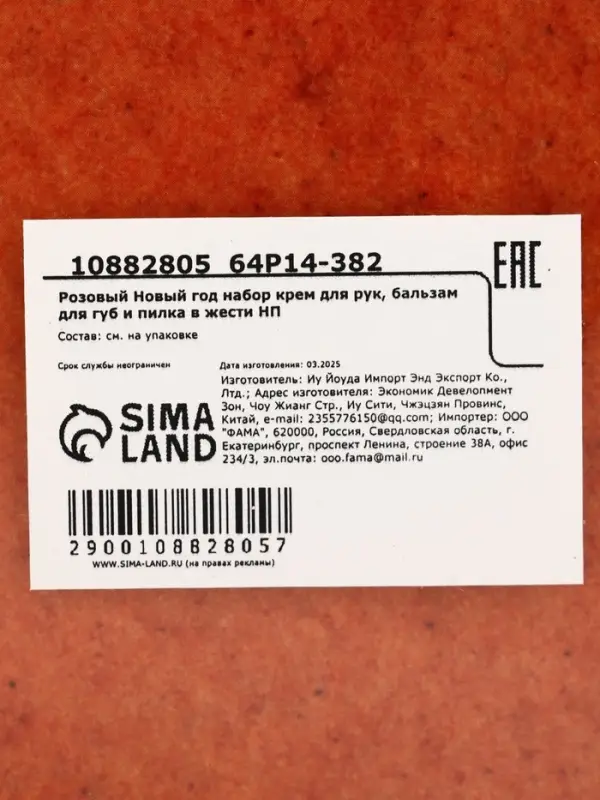 10882805 64P14-382
EAC
Розовый Новый год набор крем для рук, бальзам
для губ и пилка в жести НП
Состав: см. на упаковке
Срок службы неограничен
Дата изготовления: 03.2025
Изготовитель: Иу Йоуда Импорт Энд Экспорт Ко.,
Лтд.; Адрес изготовителя: Экономик Девелопмент
Зон, Чоу Жианг Стр., Иу Сити, Чжэцзян Провинс,
Китай, e-mail: 2355776150@qq.com; Импортер: ООО
"ФАМА", 620000, Россия, Свердловская область, г.
Екатеринбург, проспект Ленина, строение 38А, офис
234/3, эл.почта: ooo.fama@mail.ru
SIMA
LAND
2900108828057
WWW.SIMA-LAND.RU (на правах рекламы)